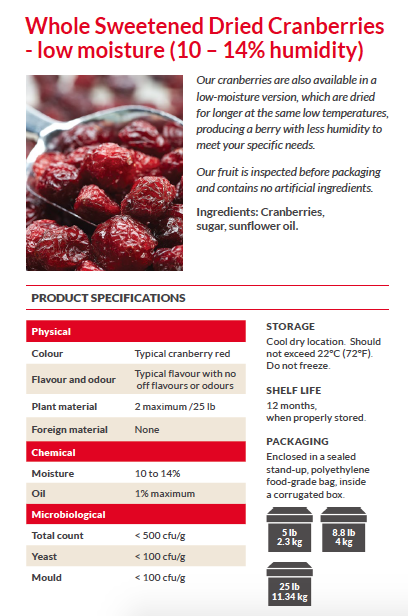 Whole Sweetened Dried Cranberries
- low moisture (10 – 14% humidity)
Our cranberries are also available in a
low-moisture version, which are dried
for longer at the same low temperatures,
producing a berry with less humidity to
meet your specific needs.
Our fruit is inspected before packaging
and contains no artificial ingredients.
Ingredients: Cranberries,
sugar, sunflower oil.
PRODUCT SPECIFICATIONS
Physical
Colour Typical cranberry red
Flavour and odour Typical flavour with no
off flavours or odours
Plant material 2 maximum /25 lb
Foreign material None
Chemical
Moisture 10 to 14%
Oil 1% maximum
Microbiological
Total count < 500 cfu/g
Yeast < 100 cfu/g
Mould < 100 cfu/g
STORAGE
Cool dry location. Should
not exceed 22°C (72°F).
Do not freeze.
SHELF LIFE
12 months,
when properly stored.
PACKAGING
Enclosed in a sealed
stand-up, polyethylene
food-grade bag, inside
a corrugated box.
5 lb
2.3 kg
8.8 lb
4 kg
25 lb
11.34 kg